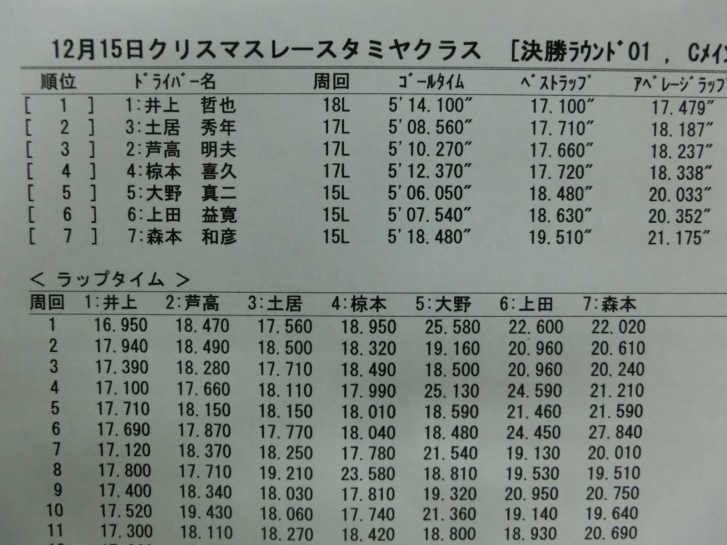 12月15日クリスマスレースタミヤクラス [決勝ﾗｳﾝﾄﾞ01 , Cﾒｲﾝ
順位 ﾄﾞﾗｲﾊﾞｰ名 周回 ｺﾞｰﾙﾀｲﾑ ﾍﾞｽﾄﾗｯﾌﾟ ｱﾍﾞﾚｰｼﾞﾗｯﾌﾟ
[ 1 ] 1:井上 哲也 18L 5'14.100" 17.100" 17.479"
[ 2 ] 3:土居 秀年 17L 5'08.560" 17.710" 18.187"
[ 3 ] 2:芦高 明夫 17L 5'10.270" 17.660" 18.237"
[ 4 ] 4:椋本 喜久 17L 5'12.370" 17.720" 18.338"
[ 5 ] 5:大野 真二 15L 5'06.050" 18.480" 20.033"
[ 6 ] 6:上田 益寛 15L 5'07.540" 18.630" 20.352"
[ 7 ] 7:森本 和彦 15L 5'18.480" 19.510" 21.175"
< ラップタイム >
周回 1:井上 2:芦高 3:土居 4:椋本 5:大野 6:上田 7:森本
1 16.950 18.470 17.560 18.950 25.580 22.600 22.020
2 17.940 18.490 18.500 18.320 19.160 20.960 20.610
3 17.390 18.280 17.710 18.490 18.500 20.960 20.240
4 17.100 17.660 18.110 17.990 25.130 24.590 21.210
5 17.710 18.150 18.150 18.010 18.590 21.460 21.590
6 17.690 17.870 17.770 18.040 18.480 24.450 27.840
7 17.120 18.370 18.250 17.780 21.540 19.130 20.010
8 17.800 17.710 19.210 23.580 18.810 19.530 19.510
9 17.400 18.340 18.030 17.810 19.320 20.950 20.750
10 17.520 19.430 18.060 17.740 21.360 19.140 19.640
11 17.300 18.110 18.270 18.420 18.800 18.930 20.690